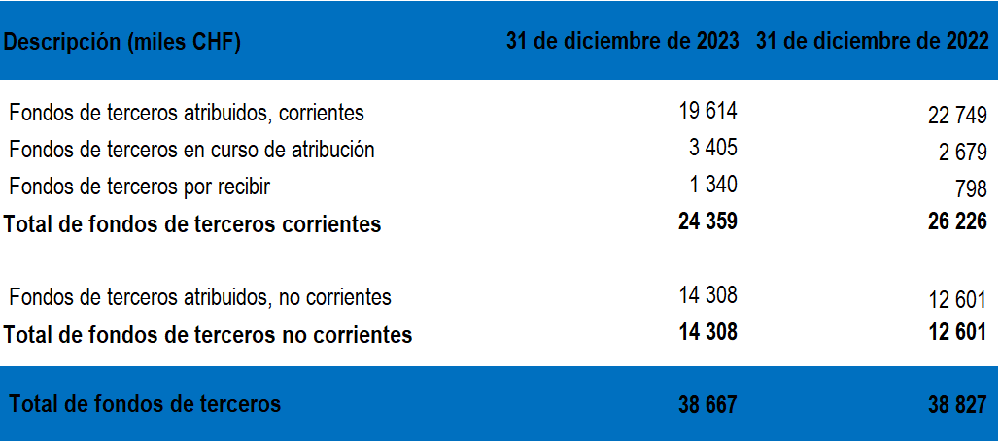 Descripción (miles CHF) 31 de diciembre de 2023 31 de diciembre de 2022
Fondos de terceros atribuidos, corrientes 19 614 22 749
Fondos de terceros en curso de atribución 3 405 2 679
Fondos de terceros por recibir 1 340 798
Total de fondos de terceros corrientes 24 359 26 226
Fondos de terceros atribuidos, no corrientes 14 308 12 601
Total de fondos de terceros no corrientes 14 308 12 601
Total de fondos de terceros 38 667 38 827